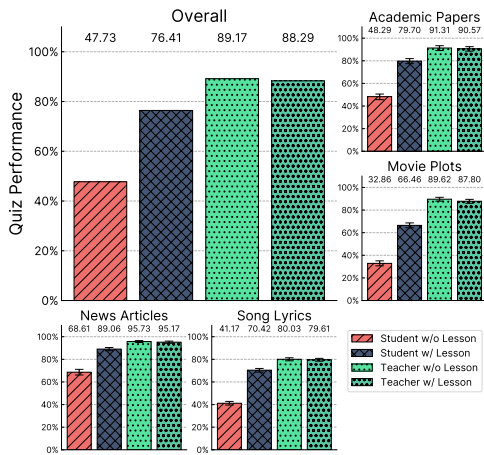 Overall
47.73 76.41 89.17 88.29
100%
80%
60%
40%
20%
0%
Quiz Performance
Academic Papers
48.29 79.70 91.31 90.57
100%
80%
60%
40%
20%
0%
Movie Plots
32.86 66.46 89.62 87.80
100%
80%
60%
40%
20%
0%
News Articles
68.61 89.06 95.73 95.17
100%
80%
60%
40%
20%
0%
Song Lyrics
41.17 70.42 80.03 79.61
100%
80%
60%
40%
20%
0%
Student w/o Lesson
Student w/ Lesson
Teacher w/o Lesson
Teacher w/ Lesson